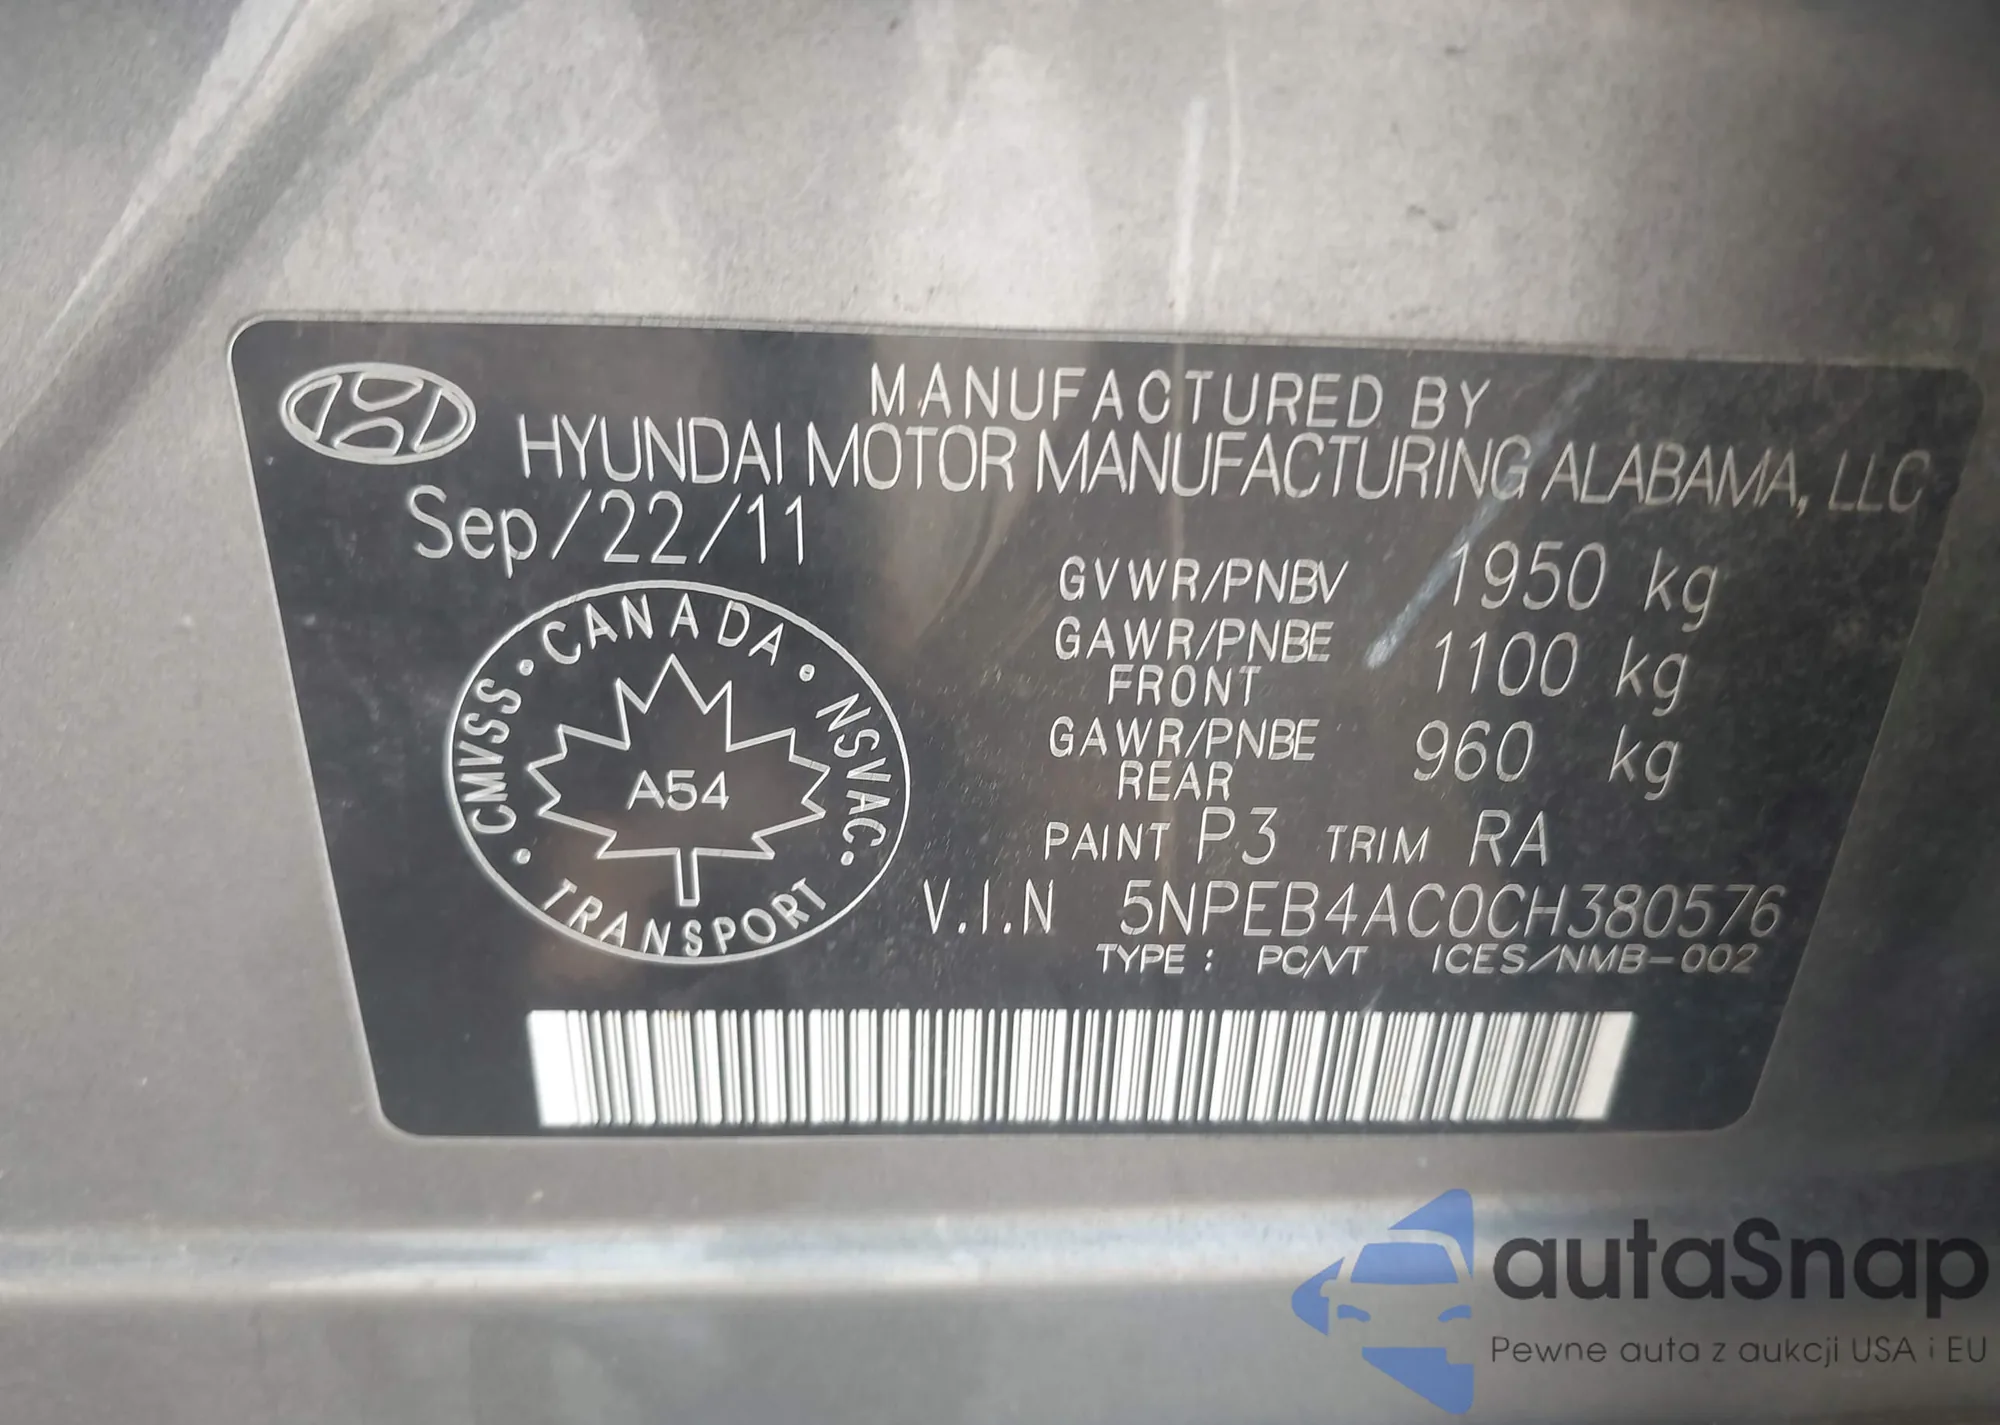 MANUFACTURED BY
HYUNDAI MOTOR MANUFACTURING ALABAMA, LLC
Sep/22/11
GVWR/PNBV 1950 kg
GAWR/PNBE 1100 kg
FRONT
GAWR/PNBE 960 kg
REAR
PAINT P3 TRIM RA
V.I.N 5NPEB4AC0CH380576
TYPE : PC/VT ICES/NMB-002
CMVSS • CANADA • NSVAC •
A54
• TRANSPORT
autaSnap
Pewne auta z aukcji USA i EU